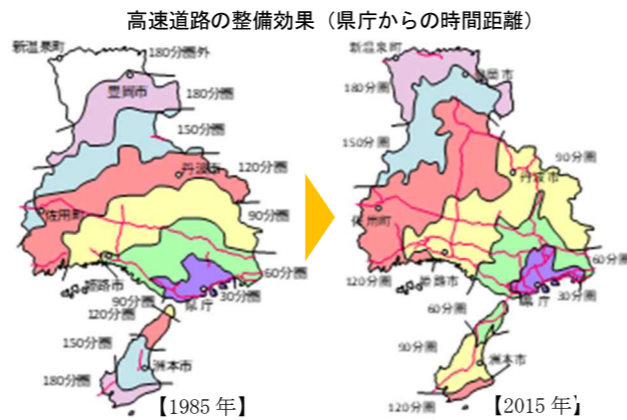 高速道路の整備効果（県庁からの時間距離）
新温泉町
180分圏外
豊岡市
180分圏
150分圏
丹波市
120分圏
佐用町
90分圏
60分圏
姫路市
30分圏
県庁
90分圏
120分圏
150分圏
洲本市
180分圏
【1985 年】
新温泉町
豊岡市
180分圏
150分圏
90分圏
丹波市
佐用町
120分圏
姫路市
60分圏
30分圏
県庁
60分圏
90分圏
洲本市
120分圏
【2015 年】